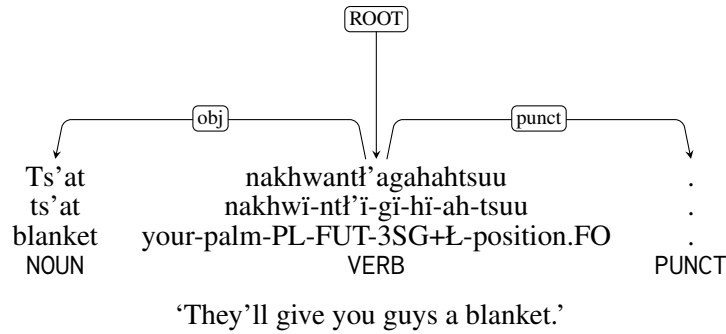 ROOT
obj punct
Ts'at nakhwantł'agahahtsuu .
ts'at nakhwï-ntł'ï-gï-hï-ah-tsuu .
blanket your-palm-PL-FUT-3SG+Ł-position.FO .
NOUN VERB PUNCT
‘They’ll give you guys a blanket.’